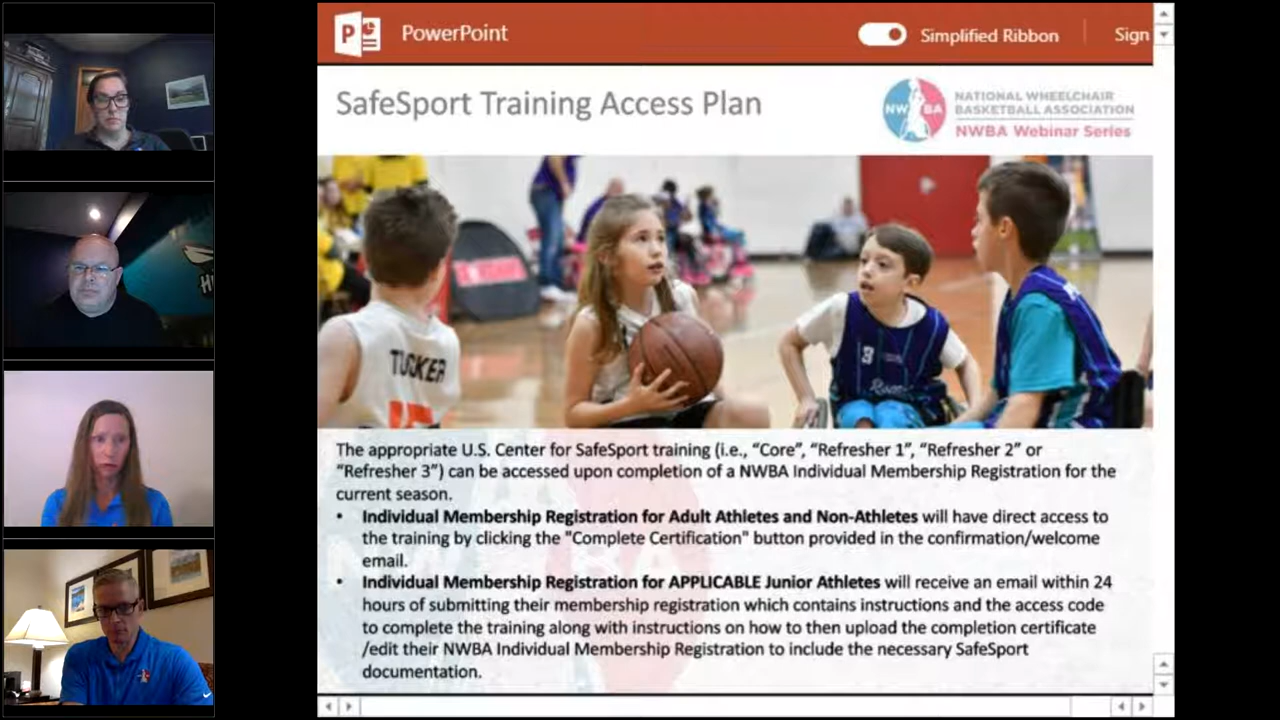 PowerPoint
Simplified Ribbon
Sign
SafeSport Training Access Plan
NWBA
NATIONAL WHEELCHAIR
BASKETBALL ASSOCIATION
NWBA Webinar Series
TUCKER
3
The appropriate U.S. Center for SafeSport training (i.e., “Core”, “Refresher 1”, “Refresher 2” or
“Refresher 3”) can be accessed upon completion of a NWBA Individual Membership Registration for the
current season.
• Individual Membership Registration for Adult Athletes and Non-Athletes will have direct access to
the training by clicking the "Complete Certification" button provided in the confirmation/welcome
email.
• Individual Membership Registration for APPLICABLE Junior Athletes will receive an email within 24
hours of submitting their membership registration which contains instructions and the access code
to complete the training along with instructions on how to then upload the completion certificate
/edit their NWBA Individual Membership Registration to include the necessary SafeSport
documentation.